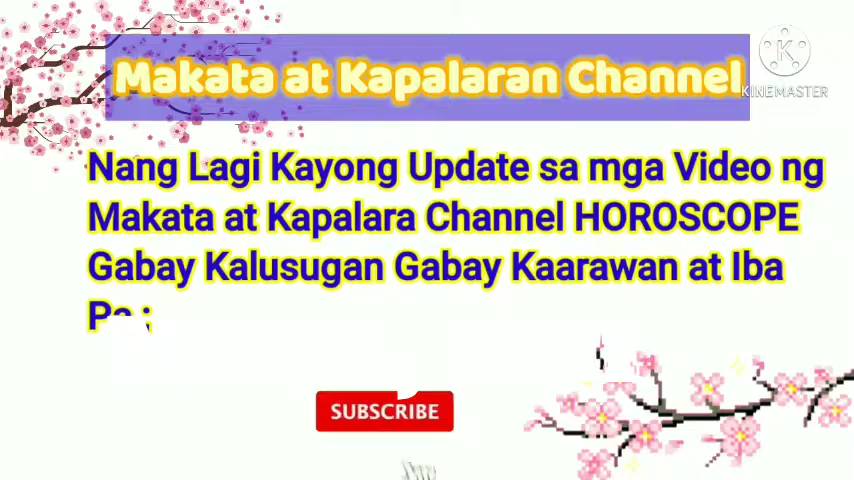 Makata at Kapalaran Channel
KINEMASTER
Nang Lagi Kayong Update sa mga Video ng
Makata at Kapalara Channel HOROSCOPE
Gabay Kalusugan Gabay Kaarawan at Iba
Pa :
SUBSCRIBE